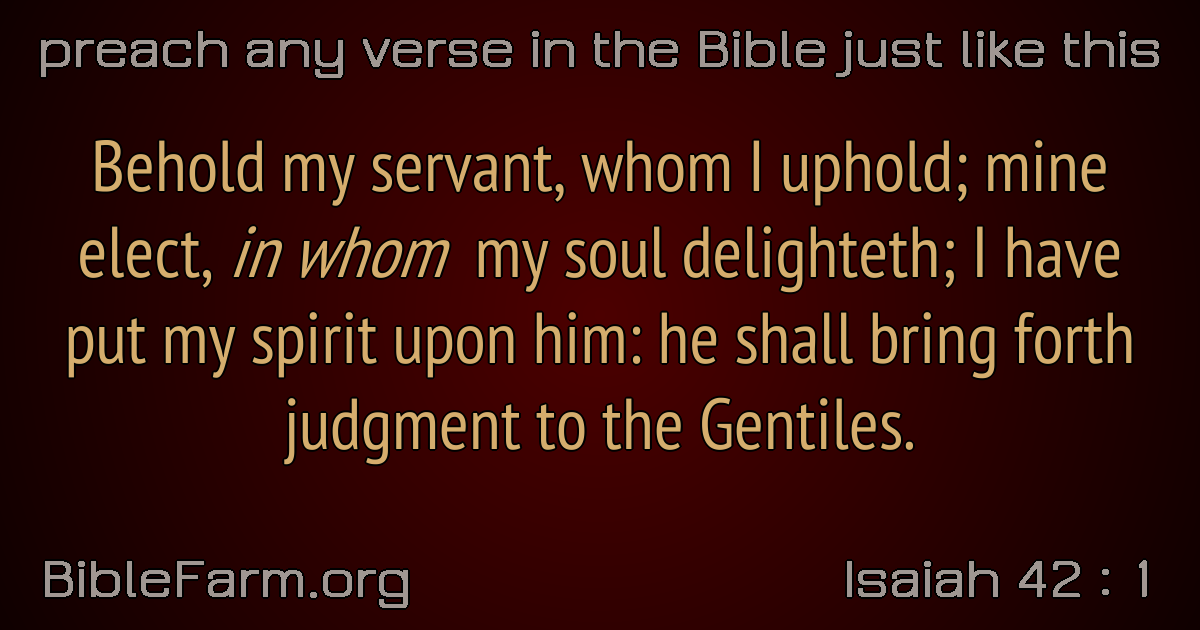 preach any verse in the Bible just like this
Behold my servant, whom I uphold; mine
elect, in whom my soul delighteth; I have
put my spirit upon him: he shall bring forth
judgment to the Gentiles.
BibleFarm.org
Isaiah 42 : 1